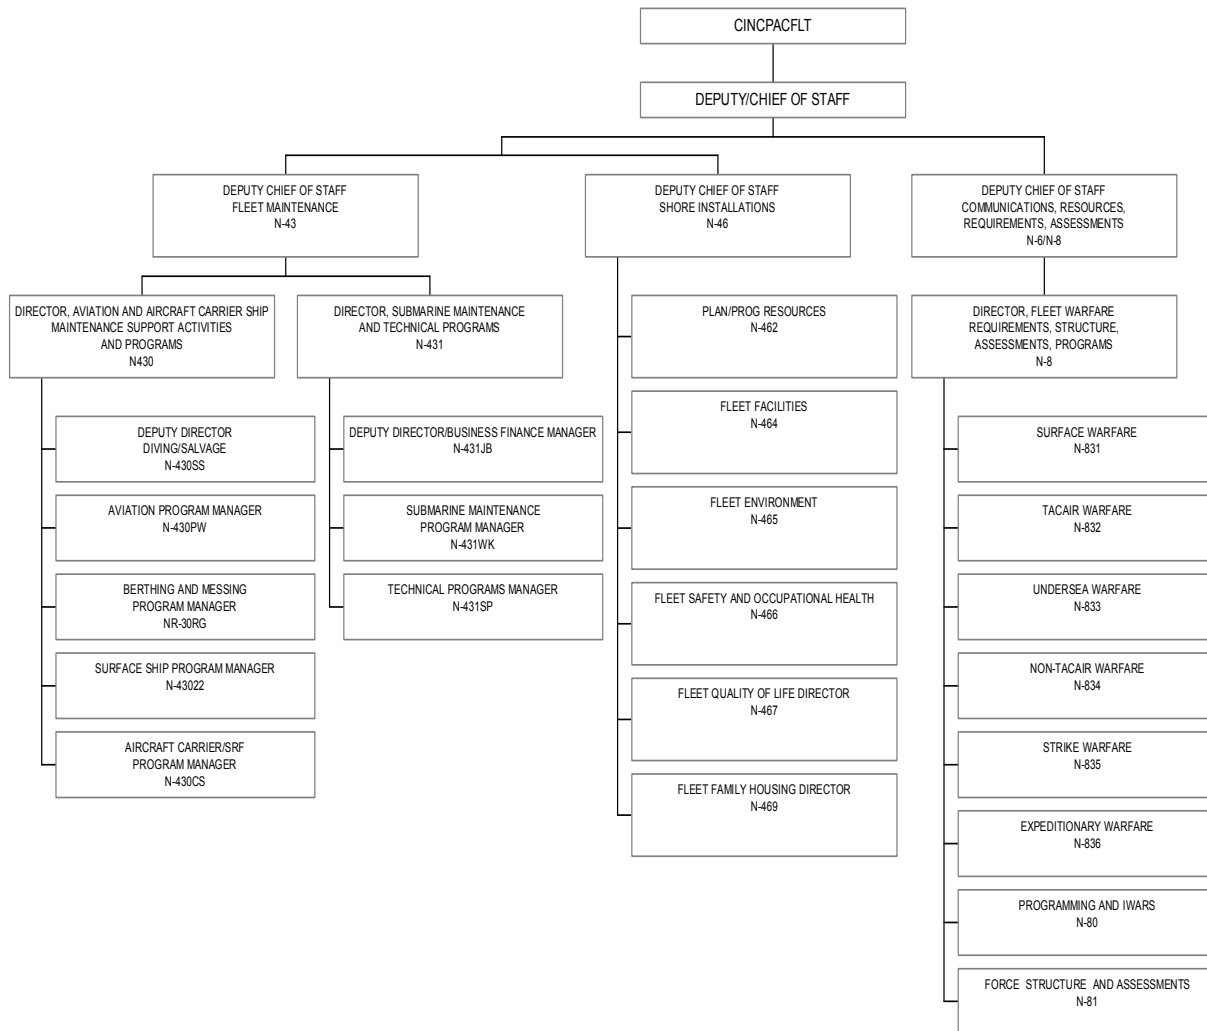 CINCPACFLT
DEPUTY/CHIEF OF STAFF
DEPUTY CHIEF OF STAFF
FLEET MAINTENANCE
N-43
DEPUTY CHIEF OF STAFF
SHORE INSTALLATIONS
N-46
DEPUTY CHIEF OF STAFF
COMMUNICATIONS, RESOURCES,
REQUIREMENTS, ASSESSMENTS
N-6/N-8
DIRECTOR, AVIATION AND AIRCRAFT CARRIER SHIP
MAINTENANCE SUPPORT ACTIVITIES
AND PROGRAMS
N430
DIRECTOR, SUBMARINE MAINTENANCE
AND TECHNICAL PROGRAMS
N-431
PLAN/PROG RESOURCES
N-462
DIRECTOR, FLEET WARFARE
REQUIREMENTS, STRUCTURE,
ASSESSMENTS, PROGRAMS
N-8
DEPUTY DIRECTOR
DIVING/SALVAGE
N-430SS
AVIATION PROGRAM MANAGER
N-430PW
BERTHING AND MESSING
PROGRAM MANAGER
NR-30RG
SURFACE SHIP PROGRAM MANAGER
N-43022
AIRCRAFT CARRIER/SRF
PROGRAM MANAGER
N-430CS
DEPUTY DIRECTOR/BUSINESS FINANCE MANAGER
N-431JB
SUBMARINE MAINTENANCE
PROGRAM MANAGER
N-431WK
TECHNICAL PROGRAMS MANAGER
N-431SP
FLEET FACILITIES
N-464
FLEET ENVIRONMENT
N-465
FLEET SAFETY AND OCCUPATIONAL HEALTH
N-466
FLEET QUALITY OF LIFE DIRECTOR
N-467
FLEET FAMILY HOUSING DIRECTOR
N-469
SURFACE WARFARE
N-831
TACAIR WARFARE
N-832
UNDERSEA WARFARE
N-833
NON-TACAIR WARFARE
N-834
STRIKE WARFARE
N-835
EXPEDITIONARY WARFARE
N-836
PROGRAMMING AND IWARS
N-80
FORCE STRUCTURE AND ASSESSMENTS
N-81